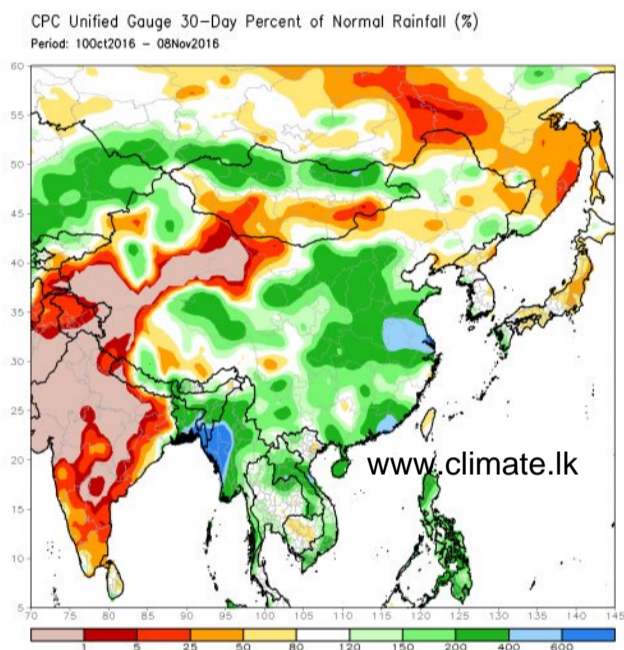 CPC Unified Gauge 30-Day Percent of Normal Rainfall (%)
Period: 10Oct2016 - 08Nov2016
60
55
50
45
40
35
30
25
20
15
10
5
www.climate.lk
70 75 80 85 90 95 100 105 110 115 120 125 130 135 140 145
1 5 25 50 80 120 150 200 400 600